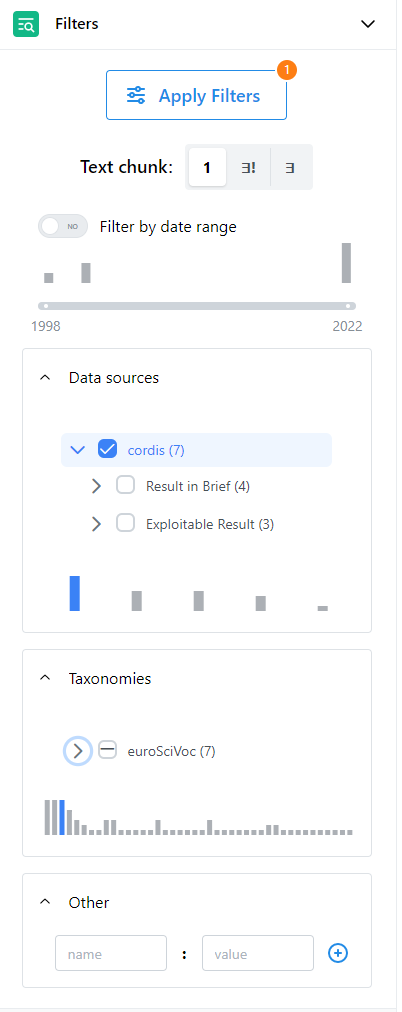 Filters
1
Apply Filters
Text chunk: 1 ∃! ∃
NO Filter by date range
1998 2022
Data sources
cordis (7)
Result in Brief (4)
Exploitable Result (3)
Taxonomies
euroSciVoc (7)
Other
name : value